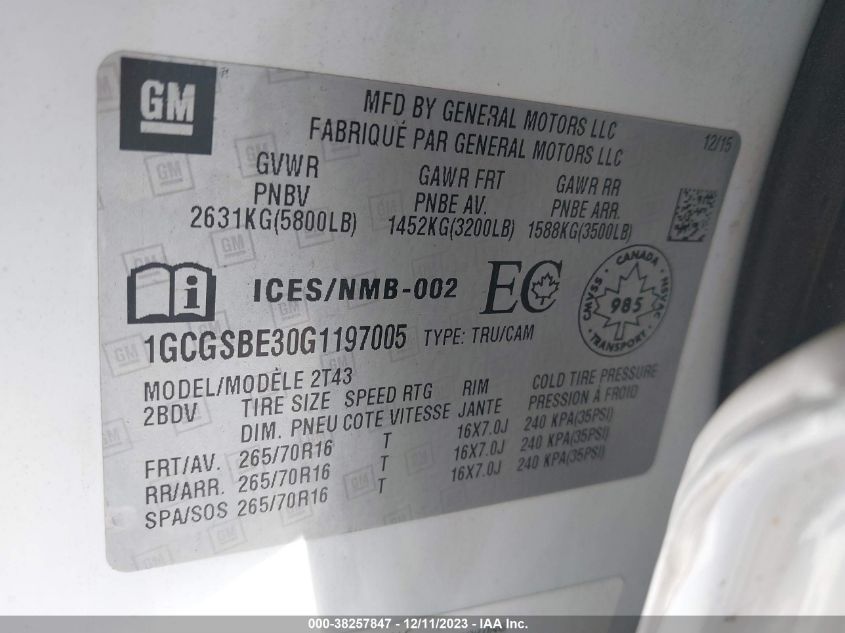 GM
MFD BY GENERAL MOTORS LLC
FABRIQUÉ PAR GENERAL MOTORS LLC
12/15
GVWR GAWR FRT GAWR RR
PNBV PNBE AV. PNBE ARR.
2631KG(5800LB) 1452KG(3200LB) 1588KG(3500LB)
i ICES/NMB-002 EC
CANADA
CMVSS 985 NSVAC
TRANSPORT
1GCGSBE30G1197005 TYPE: TRU/CAM
MODEL/MODÈLE 2T43
2BDV TIRE SIZE SPEED RTG RIM COLD TIRE PRESSURE
DIM. PNEU COTE VITESSE JANTE PRESSION À FROID
FRT/AV. 265/70R16 T 16X7.0J 240 KPA(35PSI)
RR/ARR. 265/70R16 T 16X7.0J 240 KPA(35PSI)
SPA/SOS 265/70R16 T 16X7.0J 240 KPA(35PSI)
000-38257847 - 12/11/2023 - IAA